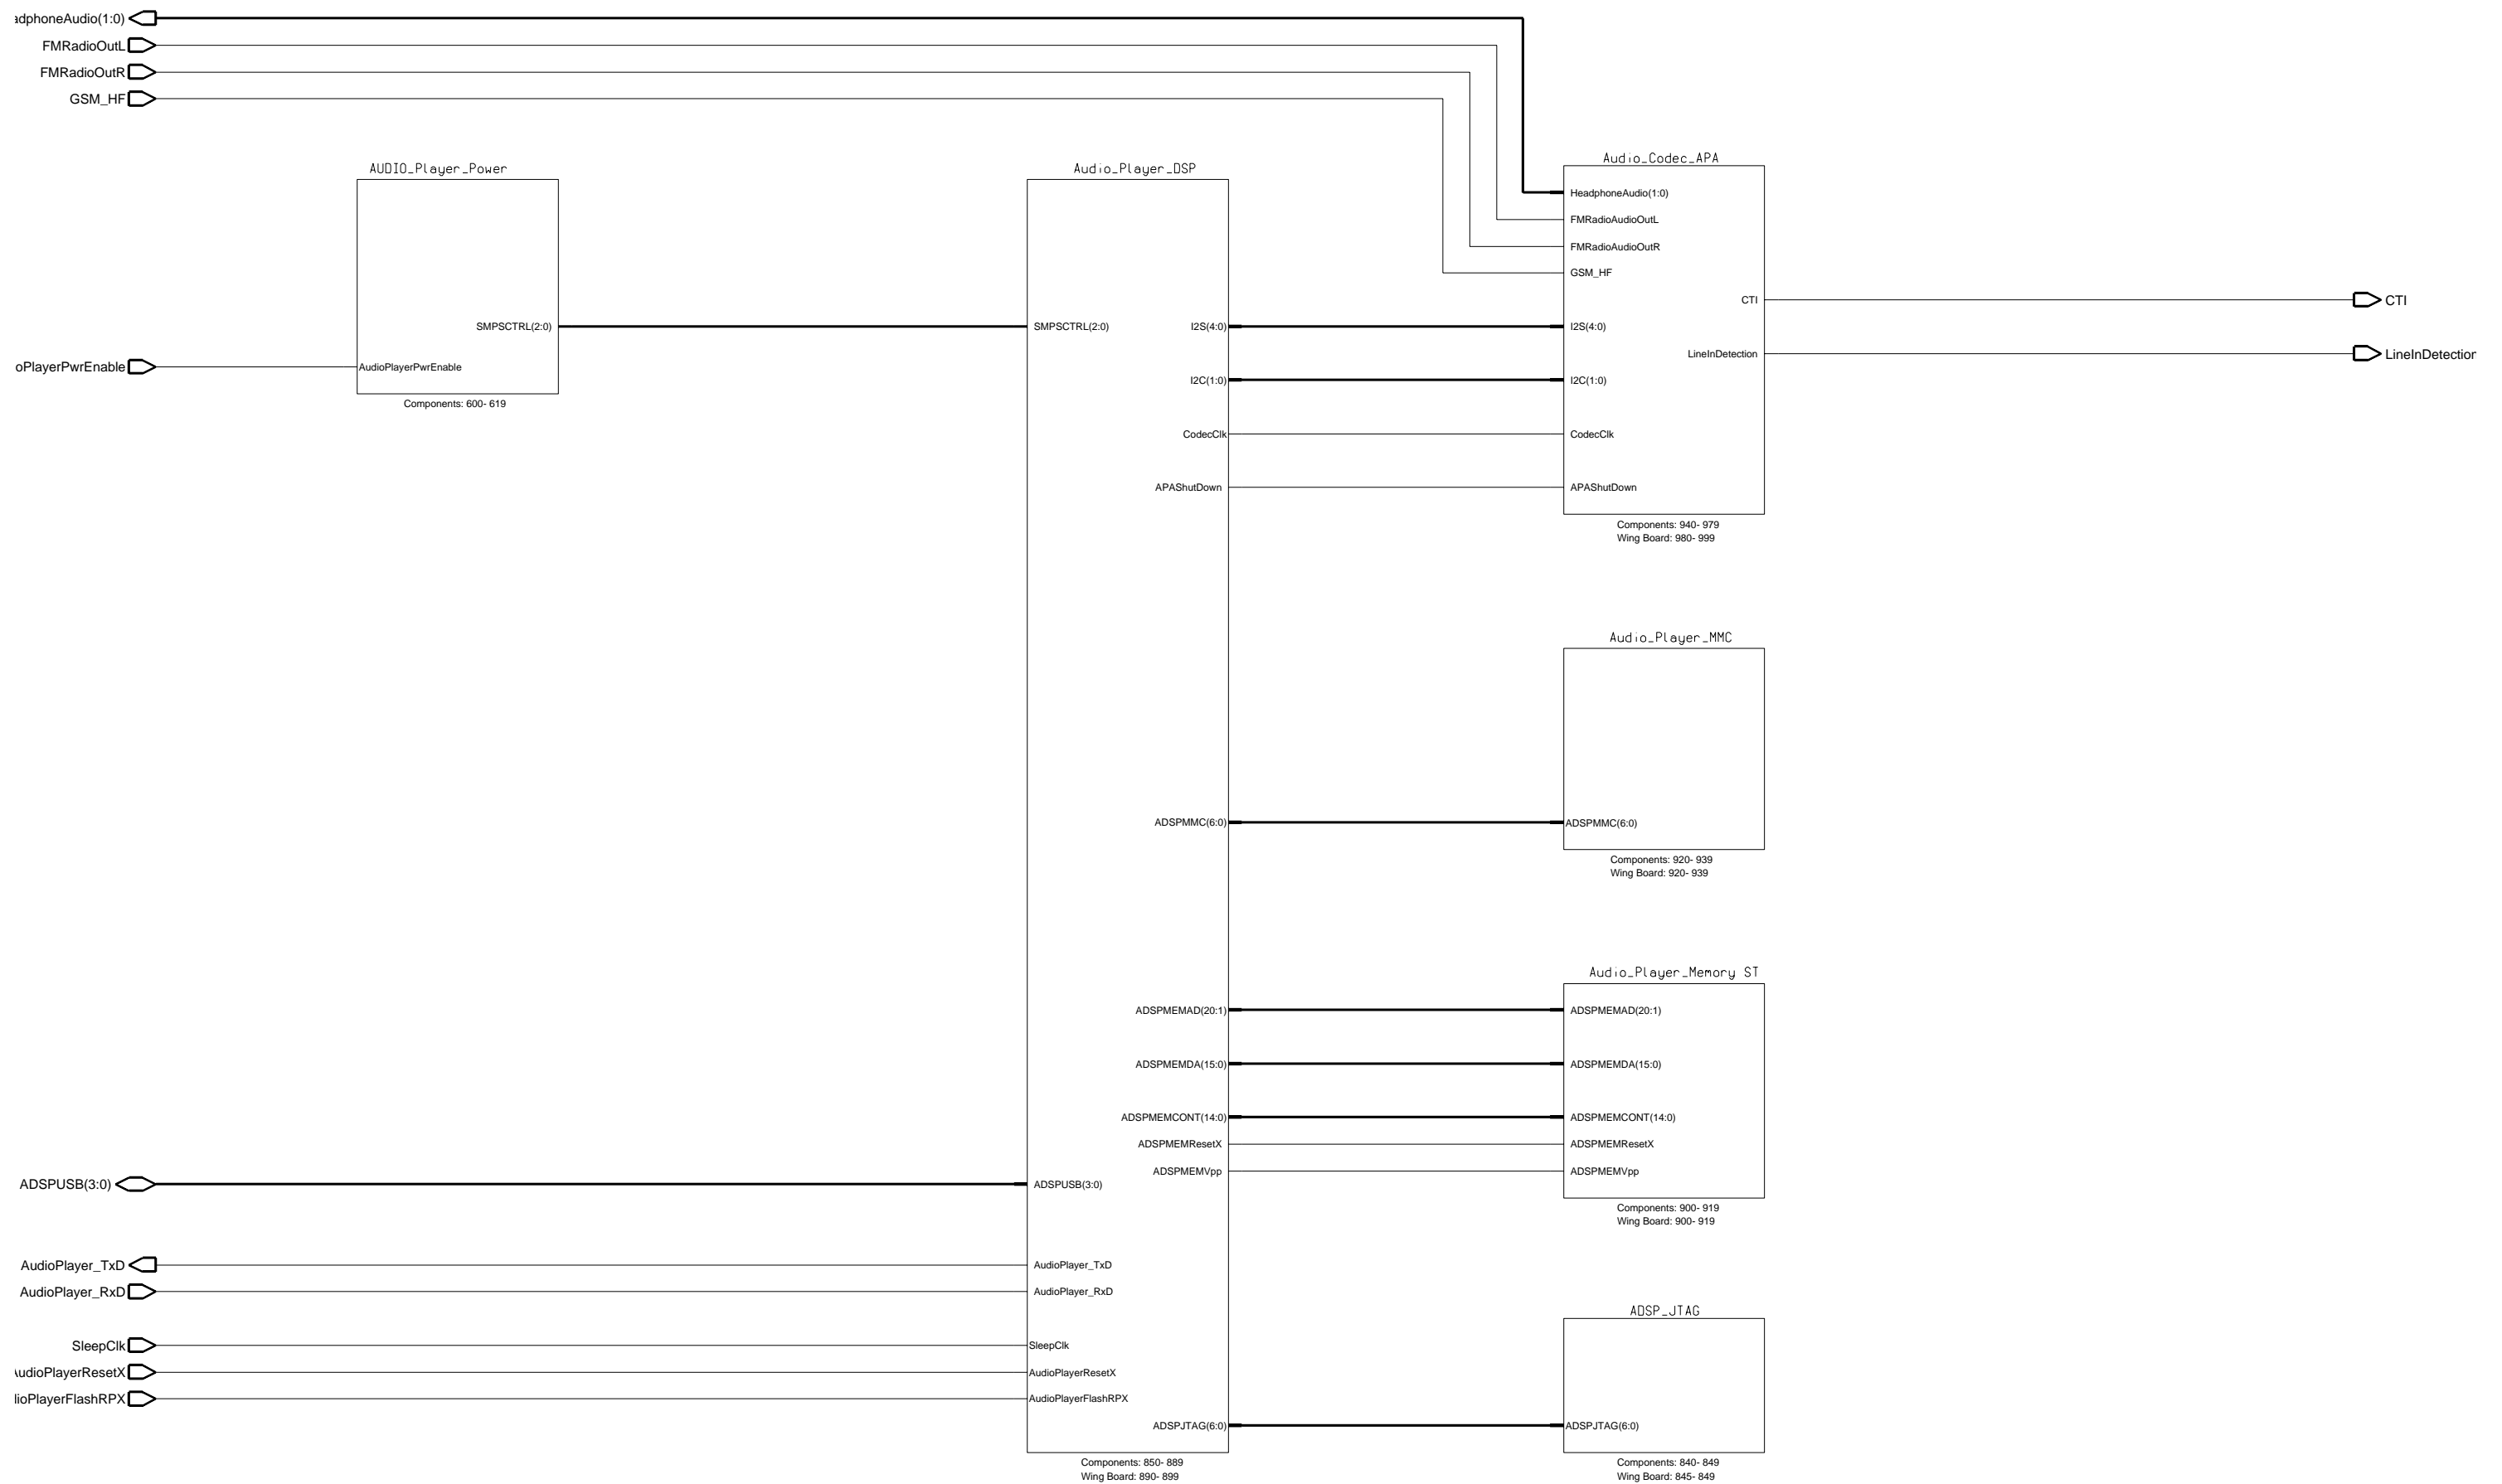 adphoneAudio(1:0)
FMRadioOutL
FMRadioOutR
GSM_HF
AUDIO_Player_Power
SMPSCTRL(2:0)
oPlayerPwrEnable
AudioPlayerPwrEnable
Components: 600- 619
Audio_Player_DSP
SMPSCTRL(2:0)
I2S(4:0)
I2C(1:0)
CodecClk
APAShutDown
ADSPMMC(6:0)
ADSPMEMAD(20:1)
ADSPMEMDA(15:0)
ADSPMEMCONT(14:0)
ADSPMEMResetX
ADSPMEMVpp
ADSPUSB(3:0)
ADSPUSB(3:0)
AudioPlayer_TxD
AudioPlayer_TxD
AudioPlayer_RxD
AudioPlayer_RxD
SleepClk
SleepClk
AudioPlayerResetX
AudioPlayerResetX
dioPlayerFlashRPX
AudioPlayerFlashRPX
ADSPJTAG(6:0)
Components: 850- 889
Wing Board: 890- 899
Audio_Codec_APA
HeadphoneAudio(1:0)
FMRadioAudioOutL
FMRadioAudioOutR
GSM_HF
CTI
CTI
I2S(4:0)
LineInDetection
LineInDetection
I2C(1:0)
CodecClk
APAShutDown
Components: 940- 979
Wing Board: 980- 999
Audio_Player_MMC
ADSPMMC(6:0)
Components: 920- 939
Wing Board: 920- 939
Audio_Player_Memory ST
ADSPMEMAD(20:1)
ADSPMEMDA(15:0)
ADSPMEMCONT(14:0)
ADSPMEMResetX
ADSPMEMVpp
Components: 900- 919
Wing Board: 900- 919
ADSP_JTAG
ADSPJTAG(6:0)
Components: 840- 849
Wing Board: 845- 849